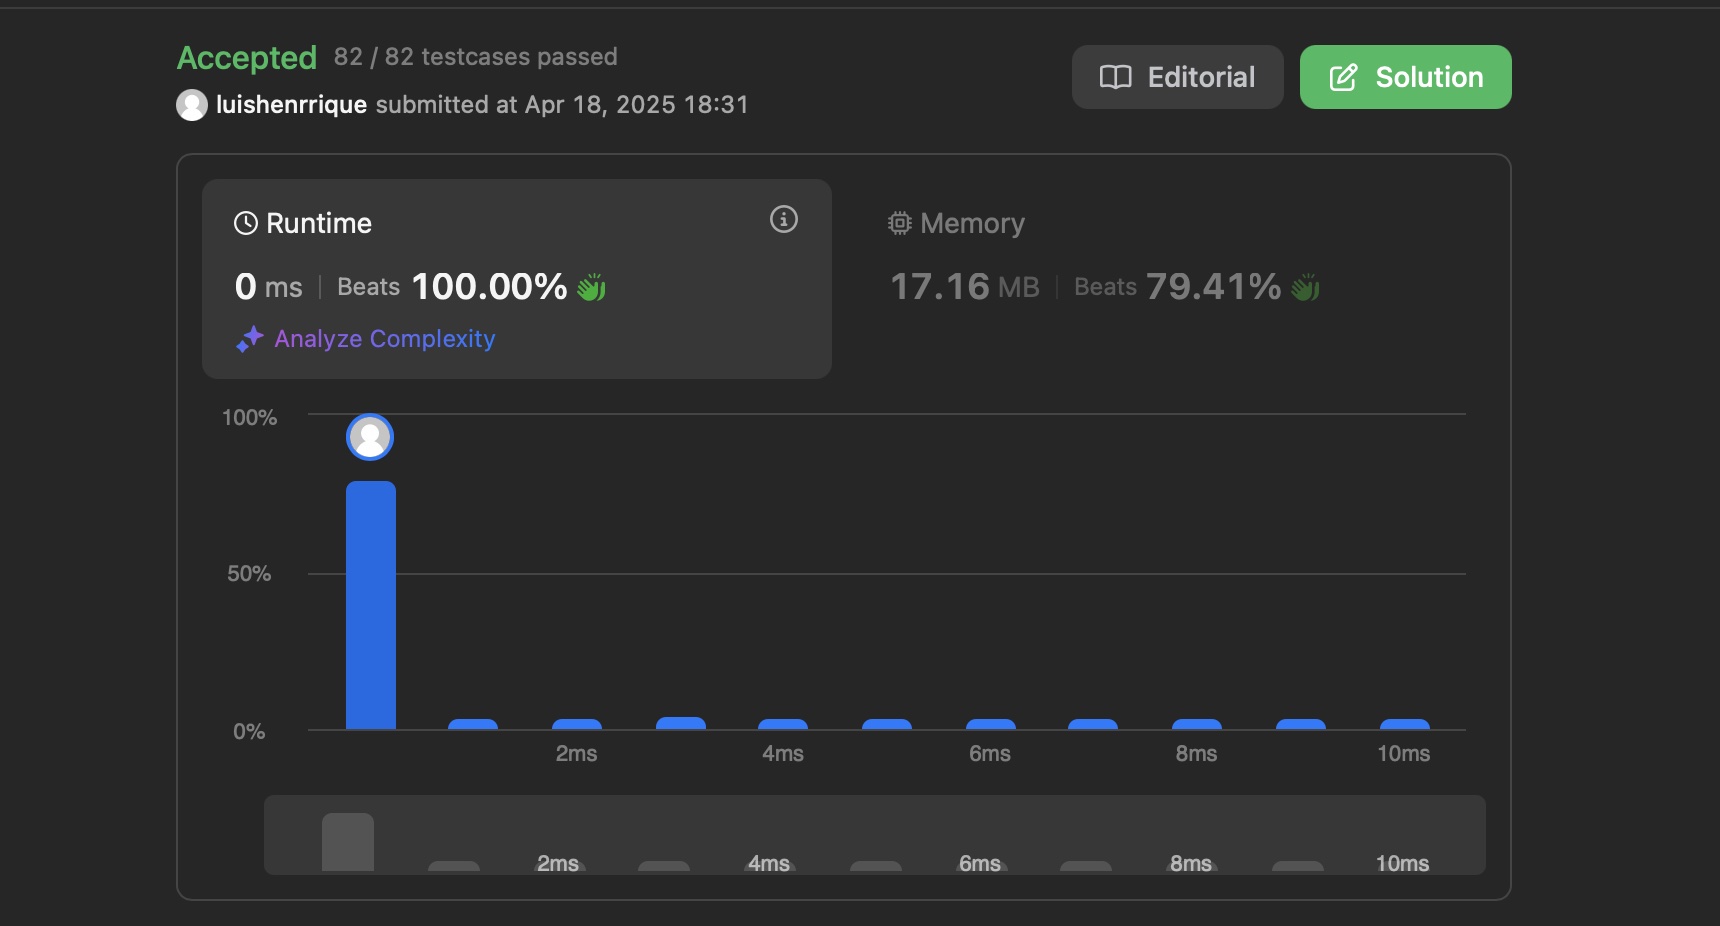 Accepted 82 / 82 testcases passed
luishenrrique submitted at Apr 18, 2025 18:31
Editorial
Solution
Runtime
0 ms | Beats 100.00%
Analyze Complexity
Memory
17.16 MB | Beats 79.41%
100%
50%
0%
2ms 4ms 6ms 8ms 10ms
2ms 4ms 6ms 8ms 10ms